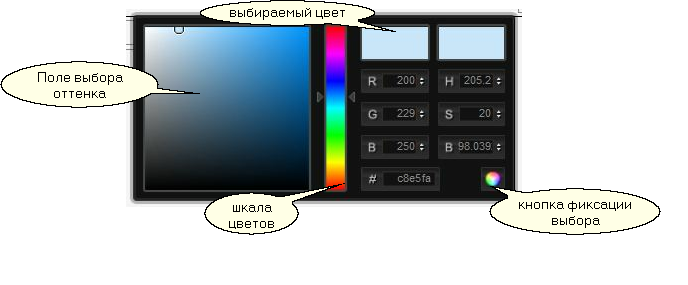 выбираемый цвет
Поле выбора
оттенка
R 200 H 205,2
G 229 S 20
B 250 B 98.039
# c8e5fa
шкала
цветов
кнопка фиксации
выбора